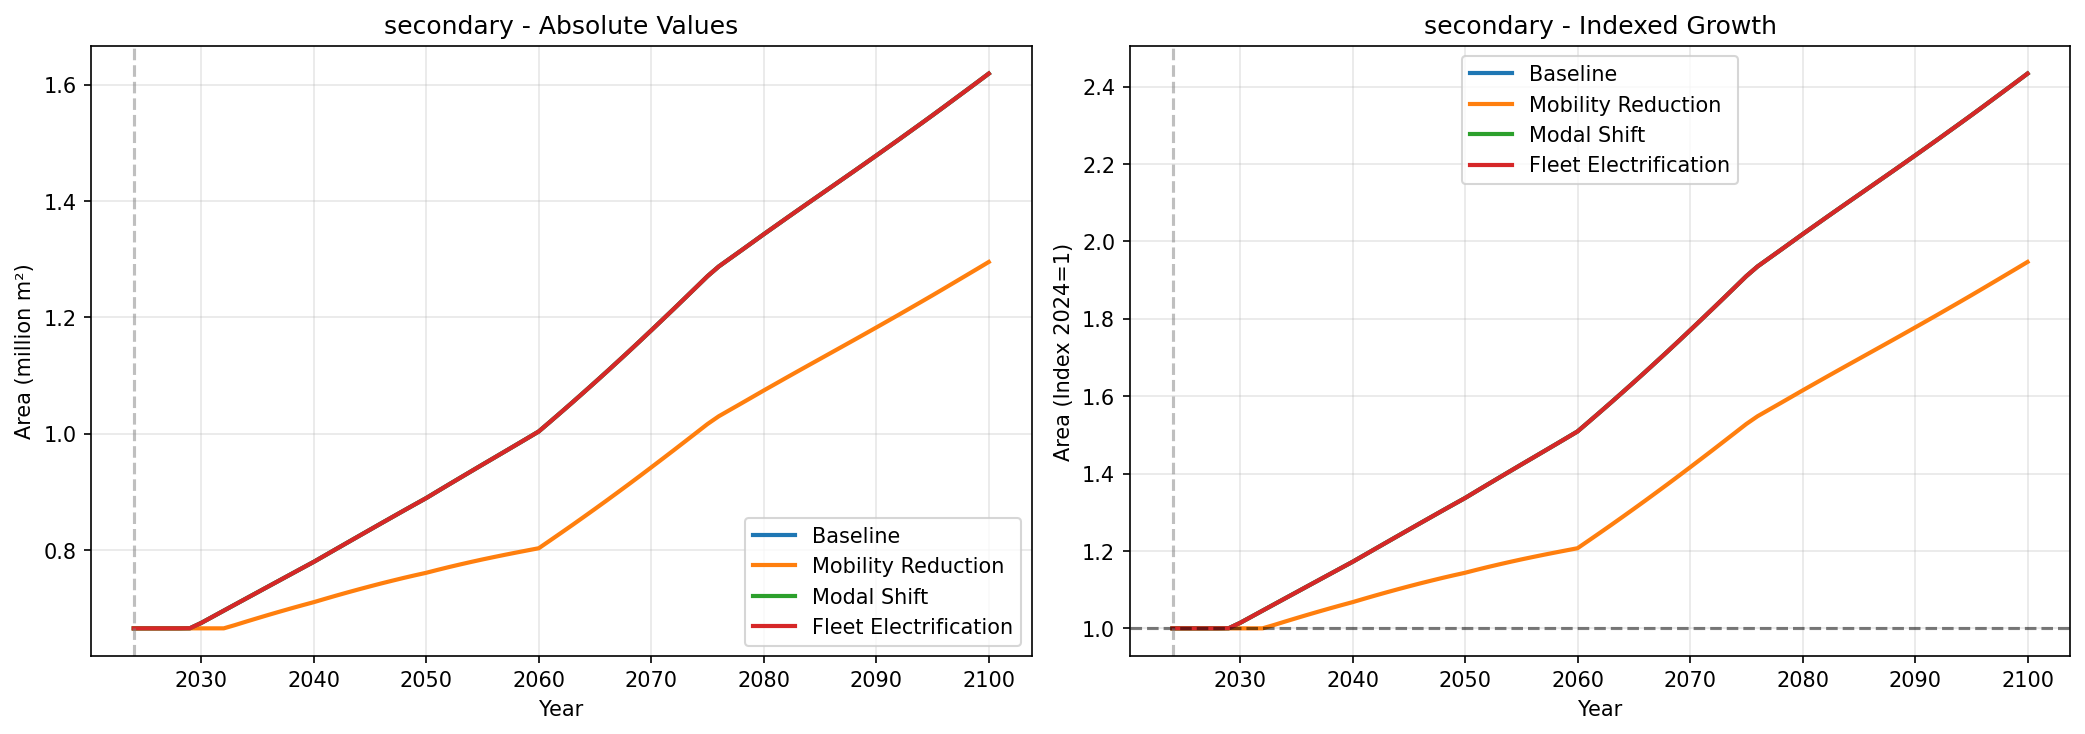 secondary - Absolute Values
Area (million m²)
1.6
1.4
1.2
1.0
0.8
2030 2040 2050 2060 2070 2080 2090 2100
Year
Baseline
Mobility Reduction
Modal Shift
Fleet Electrification
secondary - Indexed Growth
Area (Index 2024=1)
2.4
2.2
2.0
1.8
1.6
1.4
1.2
1.0
2030 2040 2050 2060 2070 2080 2090 2100
Year
Baseline
Mobility Reduction
Modal Shift
Fleet Electrification